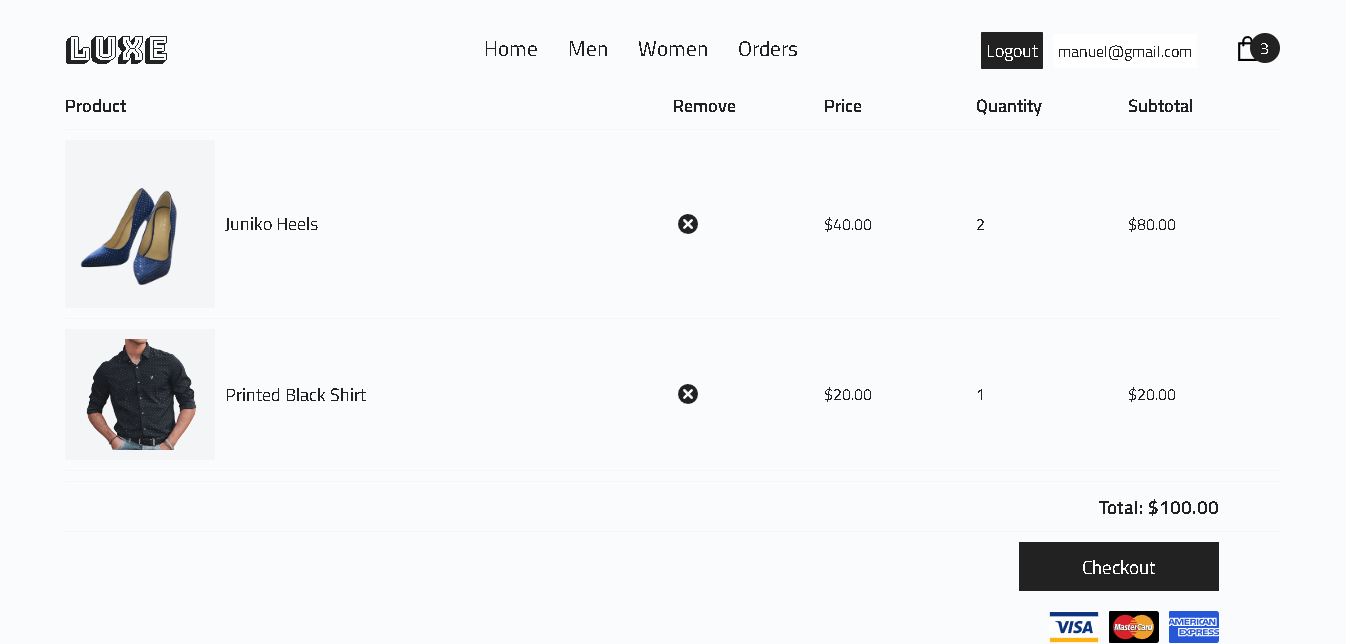 LUXE Home Men Women Orders Logout manuel@gmail.com 3
Product Remove Price Quantity Subtotal
Juniko Heels $40.00 2 $80.00
Printed Black Shirt $20.00 1 $20.00
Total: $100.00
Checkout
VISA MasterCard AMERICAN EXPRESS